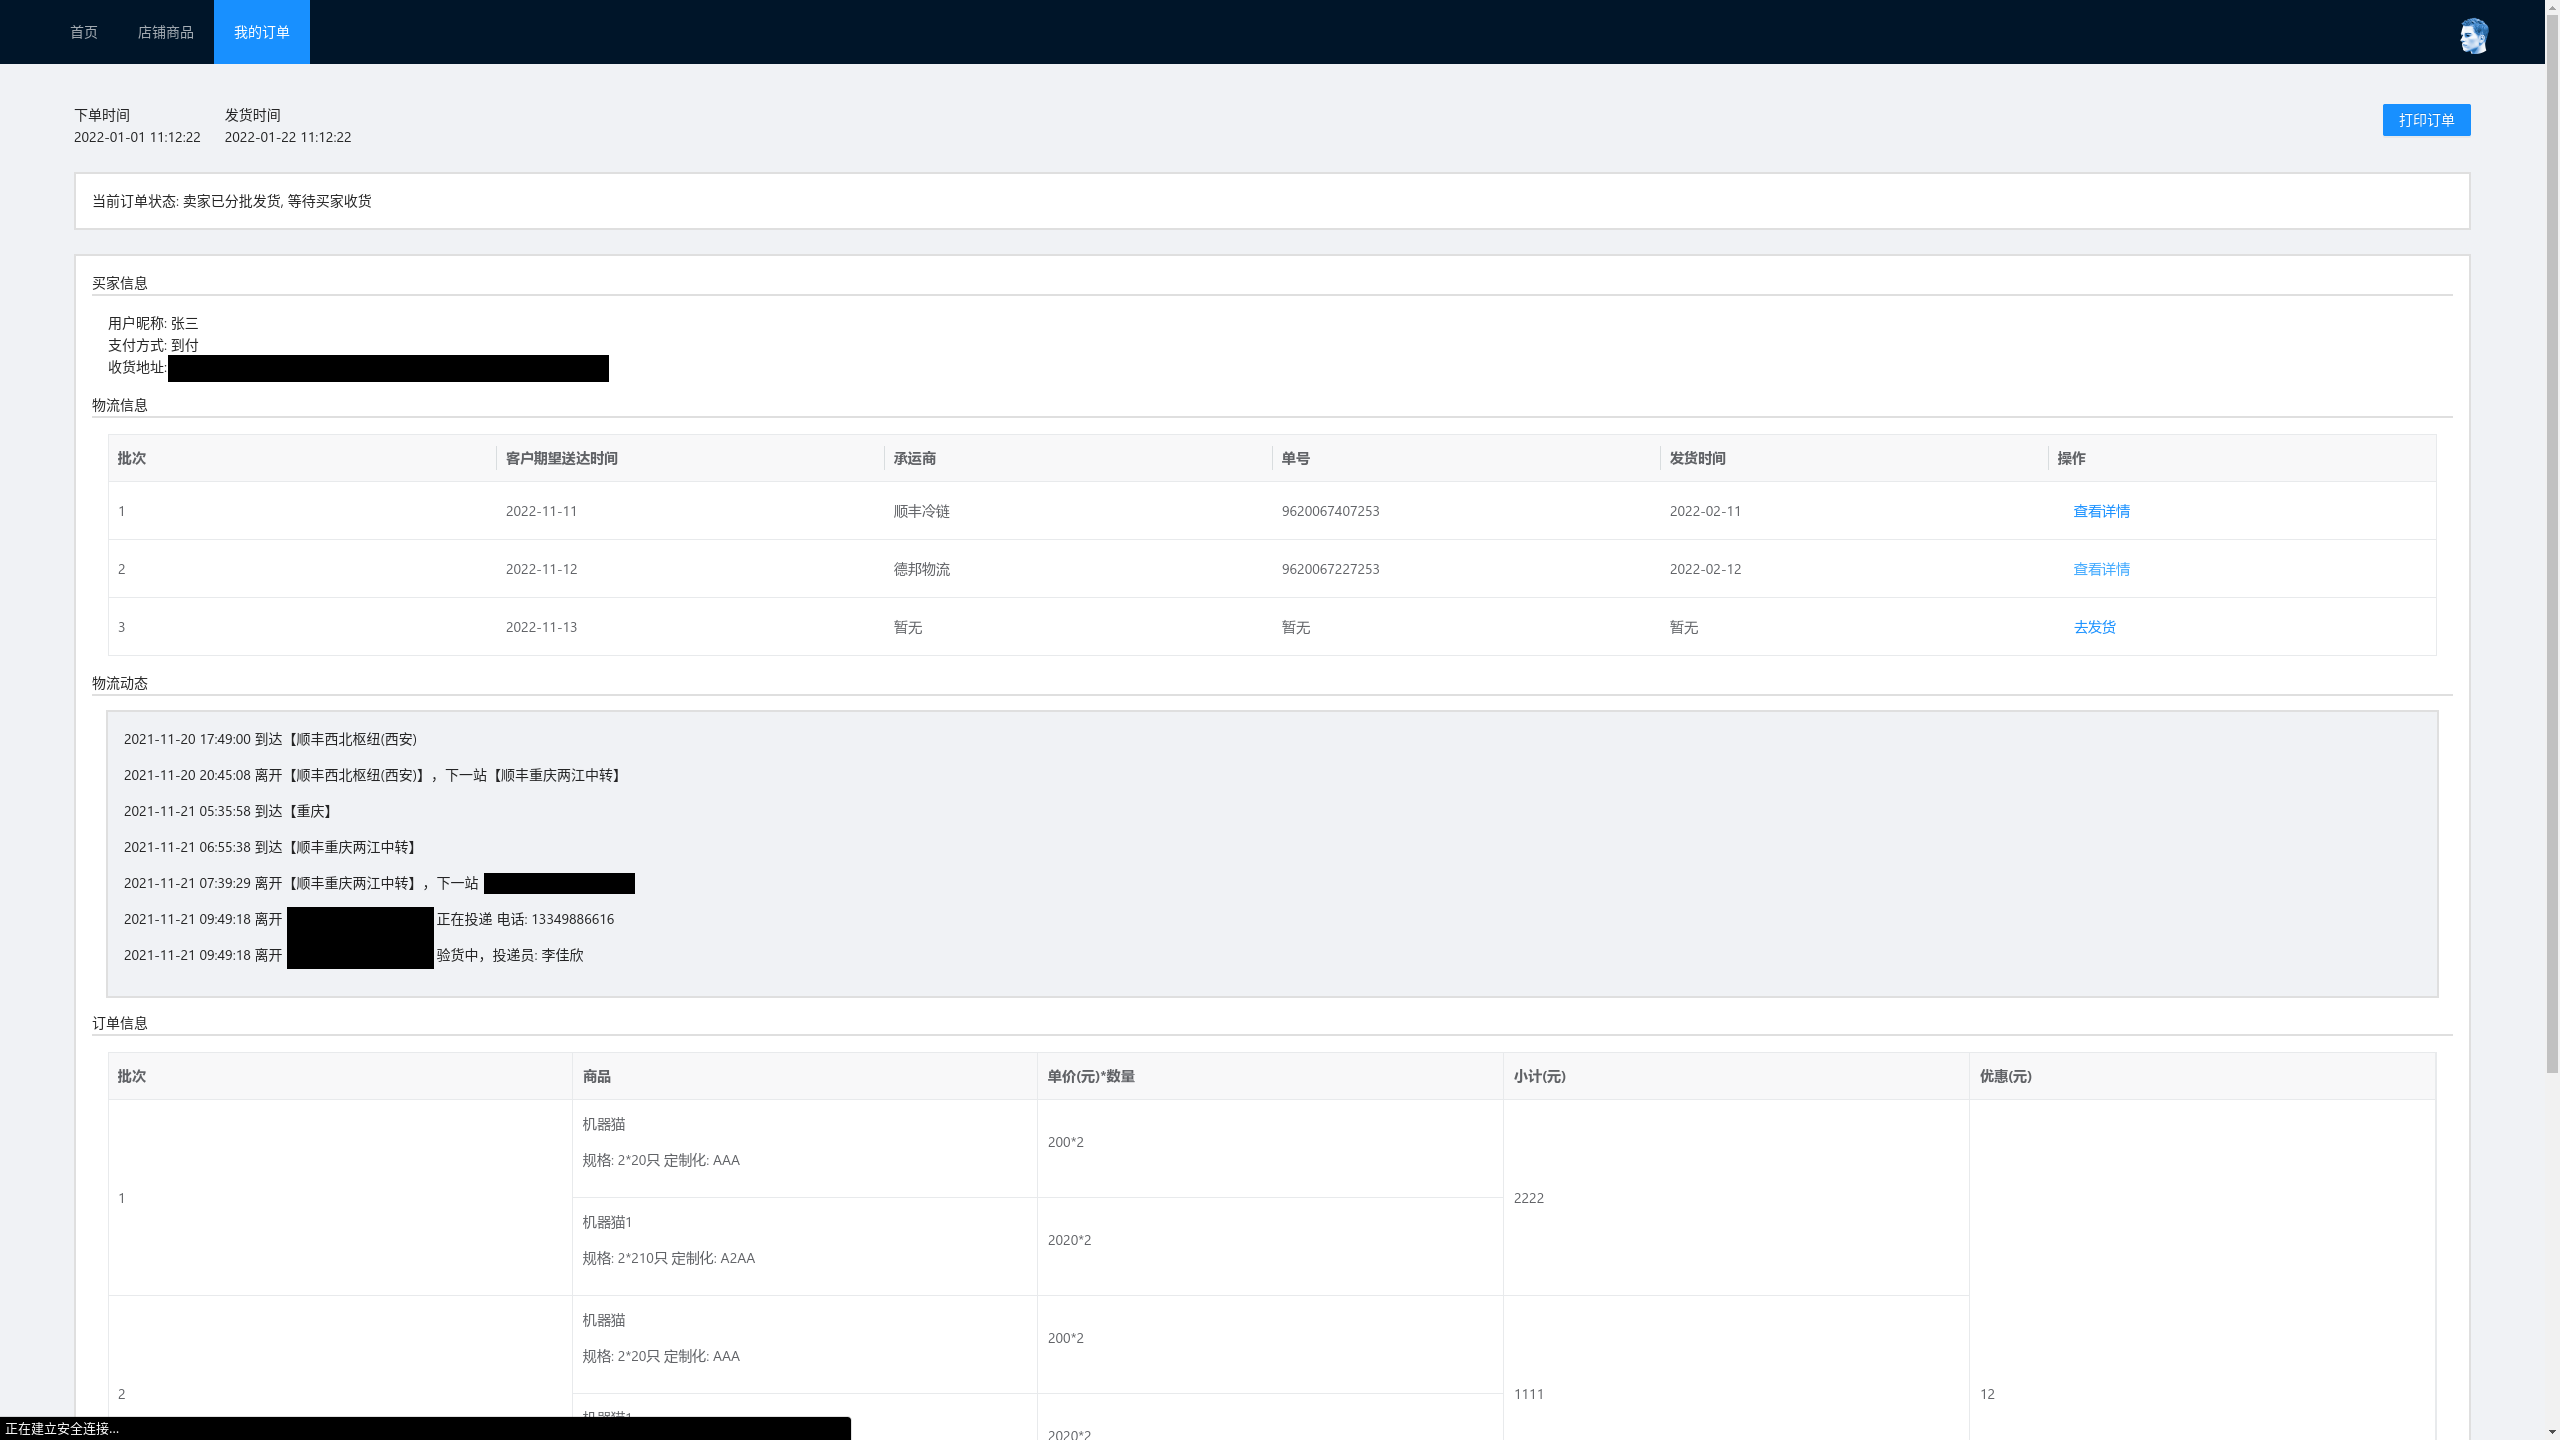 首页 店铺商品 我的订单
下单时间 发货时间
2022-01-01 11:12:22 2022-01-22 11:12:22
打印订单
当前订单状态: 卖家已分批发货, 等待买家收货
买家信息
用户昵称: 张三
支付方式: 到付
收货地址:
物流信息
批次 客户期望送达时间 承运商 单号 发货时间 操作
1 2022-11-11 顺丰冷链 9620067407253 2022-02-11 查看详情
2 2022-11-12 德邦物流 9620067227253 2022-02-12 查看详情
3 2022-11-13 暂无 暂无 暂无 去发货
物流动态
2021-11-20 17:49:00 到达【顺丰西北枢纽(西安)
2021-11-20 20:45:08 离开【顺丰西北枢纽(西安)】，下一站【顺丰重庆两江中转】
2021-11-21 05:35:58 到达【重庆】
2021-11-21 06:55:38 到达【顺丰重庆两江中转】
2021-11-21 07:39:29 离开【顺丰重庆两江中转】，下一站
2021-11-21 09:49:18 离开 正在投递 电话: 13349886616
2021-11-21 09:49:18 离开 验货中，投递员: 李佳欣
订单信息
批次 商品 单价(元)*数量 小计(元) 优惠(元)
机器猫
200*2
规格: 2*20只 定制化: AAA
1 2222
机器猫1
2020*2
规格: 2*210只 定制化: A2AA
机器猫
200*2
规格: 2*20只 定制化: AAA
2 1111 12
机器猫1
2020*2
正在建立安全连接...